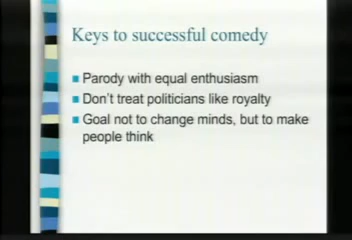 Keys to successful comedy
Parody with equal enthusiasm
Don't treat politicians like royalty
Goal not to change minds, but to make
people think